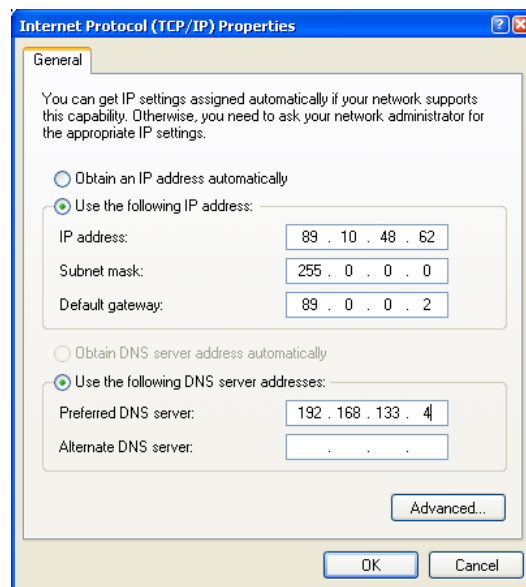 Internet Protocol (TCP/IP) Properties
General
You can get IP settings assigned automatically if your network supports
this capability. Otherwise, you need to ask your network administrator for
the appropriate IP settings.
Obtain an IP address automatically
Use the following IP address:
IP address: 89 . 10 . 48 . 62
Subnet mask: 255 . 0 . 0 . 0
Default gateway: 89 . 0 . 0 . 2
Obtain DNS server address automatically
Use the following DNS server addresses:
Preferred DNS server: 192 . 168 . 133 . 4
Alternate DNS server: . . .
Advanced...
OK Cancel